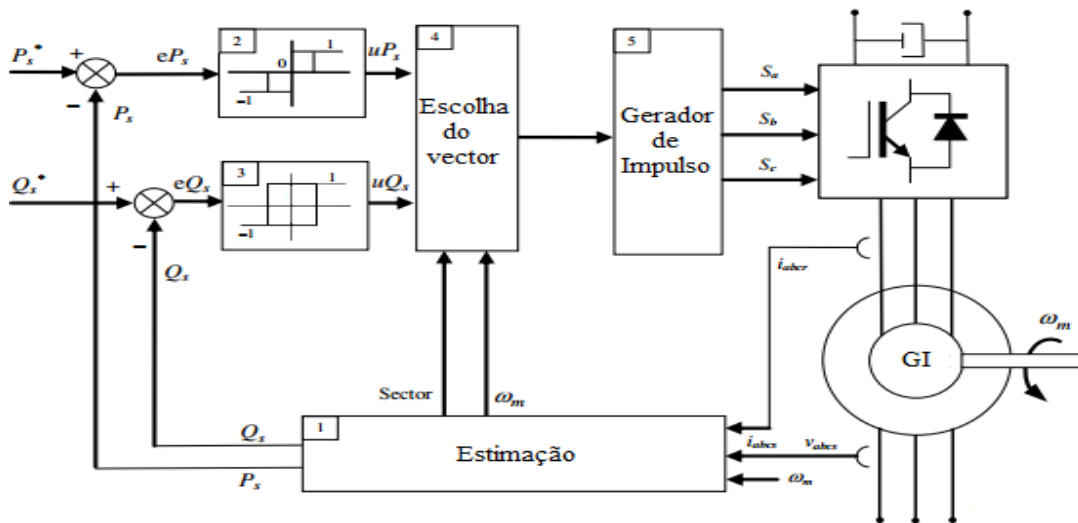 Ps* + ePs
2
0
1
−1
uPs
− Ps
Qs* + eQs
3
1
−1
uQs
− Qs
4
Escolha
do
vector
5
Gerador
de
Impulso
Sa
Sb
Sc
iabcr
GI
ωm
Sector
ωm
1
Estimação
Qs
Ps
iabcs
vabcs
ωm